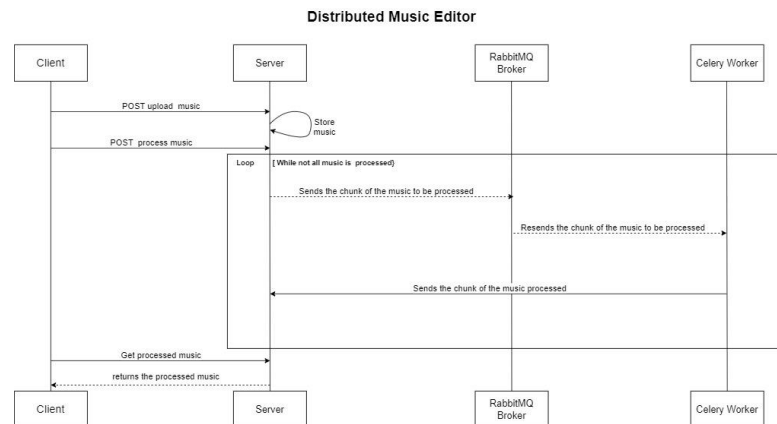 Distributed Music Editor
Client
Server
RabbitMQ
Broker
Celery Worker
POST upload music
Store
music
POST process music
Loop
[ While not all music is processed}
Sends the chunk of the music to be processed
Resends the chunk of the music to be processed
Sends the chunk of the music processed
Get processed music
returns the processed music
Client
Server
RabbitMQ
Broker
Celery Worker